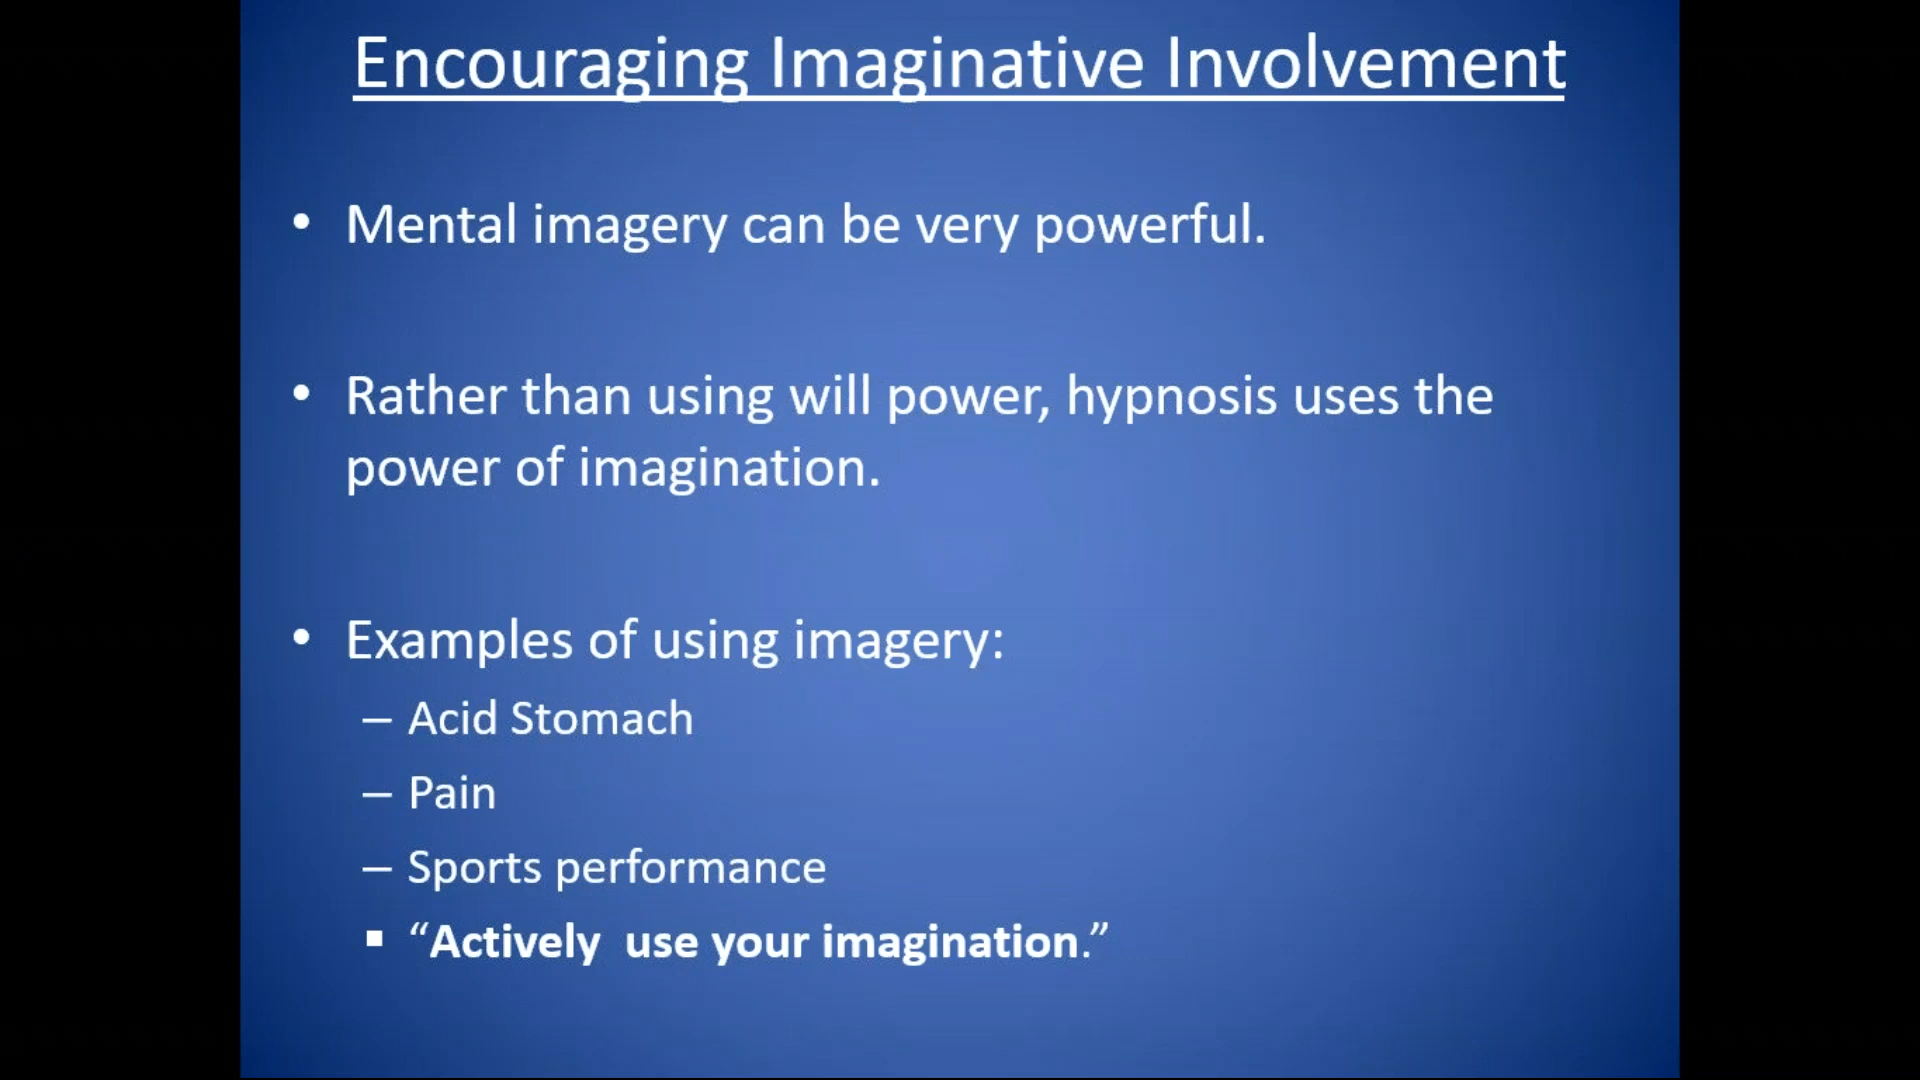 Encouraging Imaginative Involvement
• Mental imagery can be very powerful.
• Rather than using will power, hypnosis uses the
power of imagination.
• Examples of using imagery:
– Acid Stomach
– Pain
– Sports performance
▪ “Actively  use your imagination.”